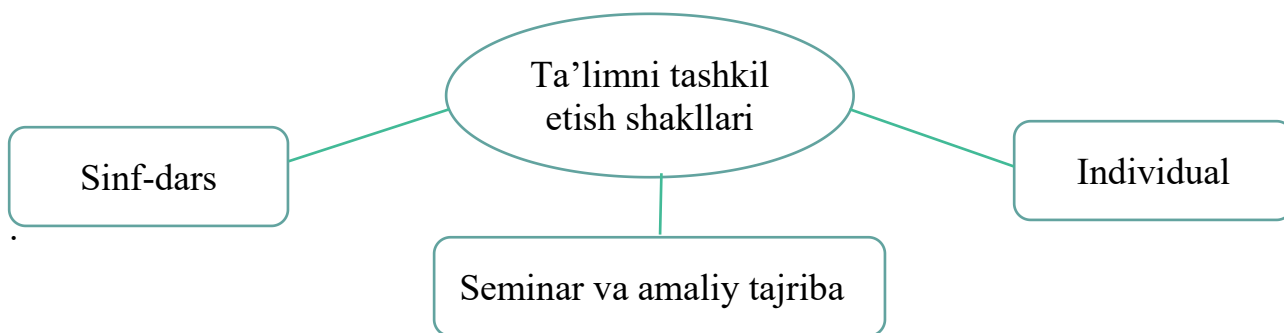 Ta’limni tashkil
etish shakllari
Sinf-dars
Individual
.
Seminar va amaliy tajriba